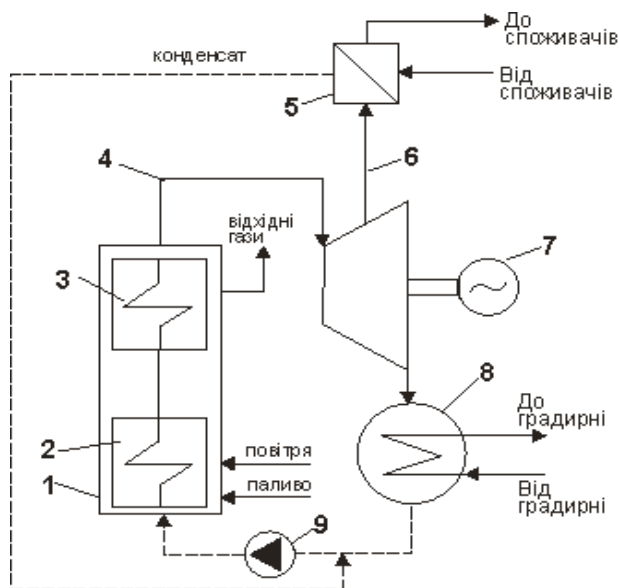 До
споживачів
конденсат
Від
споживачів
5
4
6
відхідні
гази
7
3
8
До
градирні
2
повітря
1
паливо
Від
градирні
9